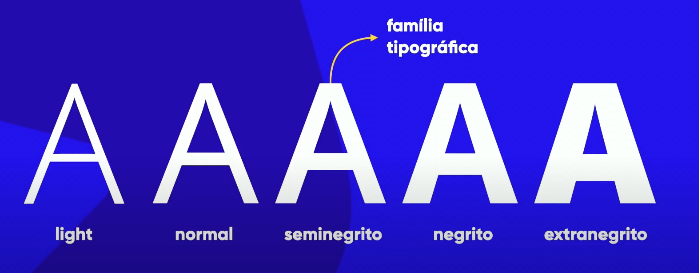 família
tipográfica
A A A A A
light normal seminegrito negrito extranegrito